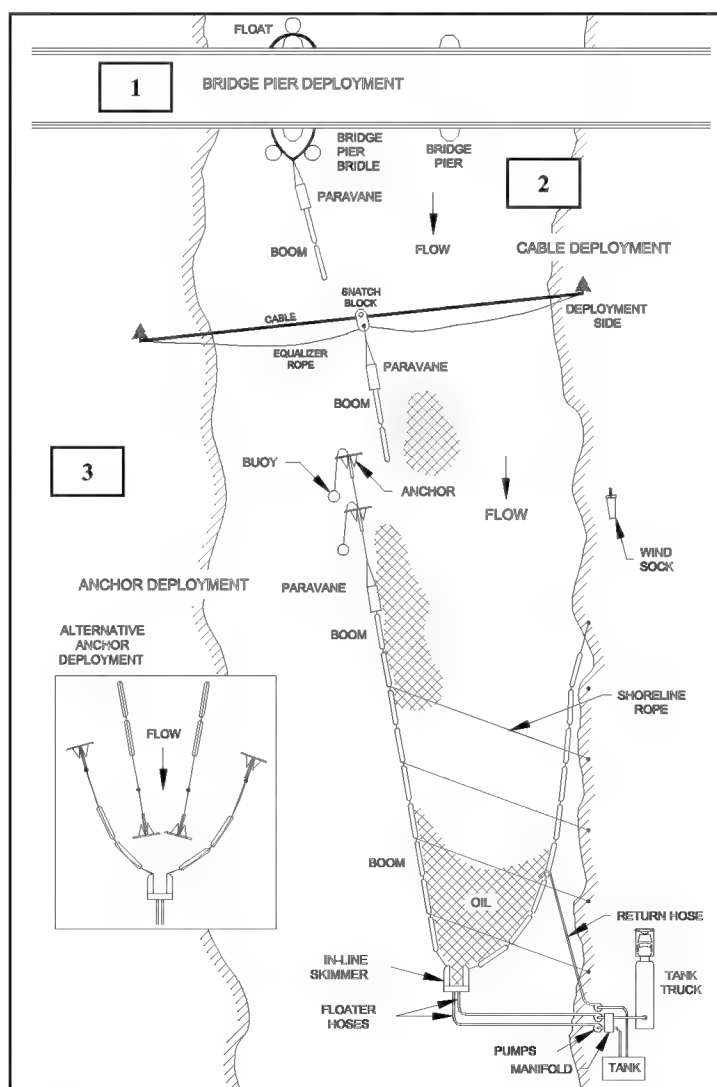 FLOAT
1
BRIDGE PIER DEPLOYMENT
BRIDGE
PIER
BRIDLE
BRIDGE
PIER
2
PARAVANE
BOOM
FLOW
CABLE DEPLOYMENT
SNATCH
BLOCK
CABLE
DEPLOYMENT
SIDE
EQUALIZER
ROPE
PARAVANE
BOOM
3
BUOY
ANCHOR
FLOW
WIND
SOCK
ANCHOR DEPLOYMENT
PARAVANE
ALTERNATIVE
ANCHOR
DEPLOYMENT
BOOM
SHORELINE
ROPE
FLOW
BOOM
OIL
RETURN HOSE
IN-LINE
SKIMMER
TANK
TRUCK
FLOATER
HOSES
PUMPS
MANIFOLD
TANK